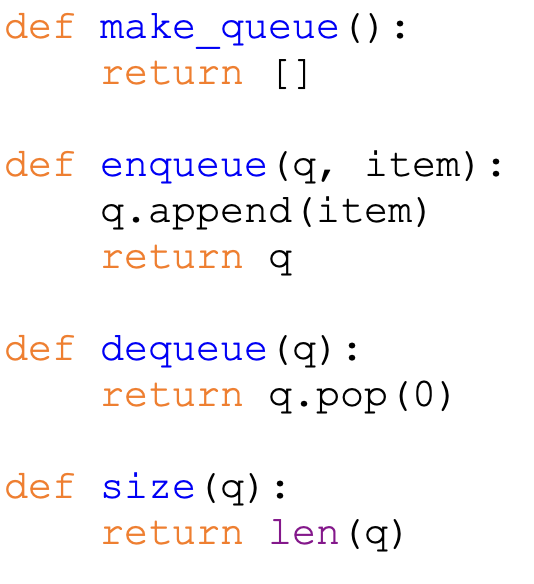 def make_queue():
    return []
def enqueue(q, item):
    q.append(item)
    return q
def dequeue(q):
    return q.pop(0)
def size(q):
    return len(q)